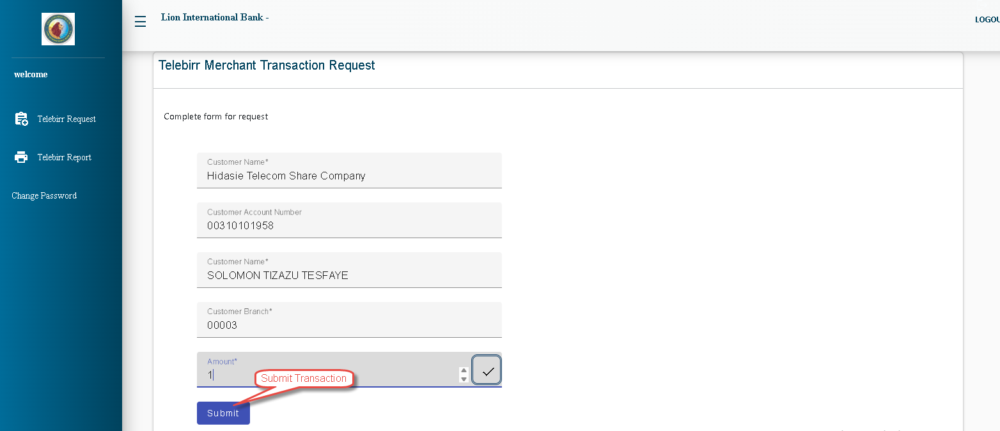 Lion International Bank -
LOGOU
welcome
Telebirr Request
Telebirr Report
Change Password
Telebirr Merchant Transaction Request
Complete form for request
Customer Name*
Hidasie Telecom Share Company
Customer Account Number
00310101958
Customer Name*
SOLOMON TIZAZU TESFAYE
Customer Branch*
00003
Amount*
1
Submit Transaction
Submit